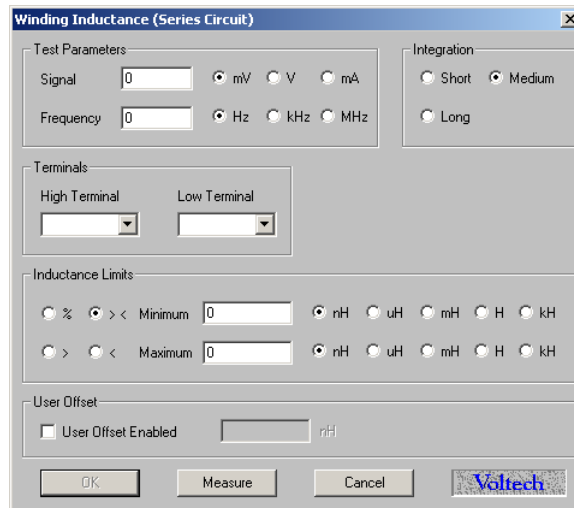 Winding Inductance (Series Circuit)
Test Parameters
Signal 0 mV V mA
Frequency 0 Hz kHz MHz
Integration
Short Medium
Long
Terminals
High Terminal Low Terminal
Inductance Limits
% > < Minimum 0 nH uH mH H kH
> < Maximum 0 nH uH mH H kH
User Offset
User Offset Enabled nH
OK Measure Cancel Voltech